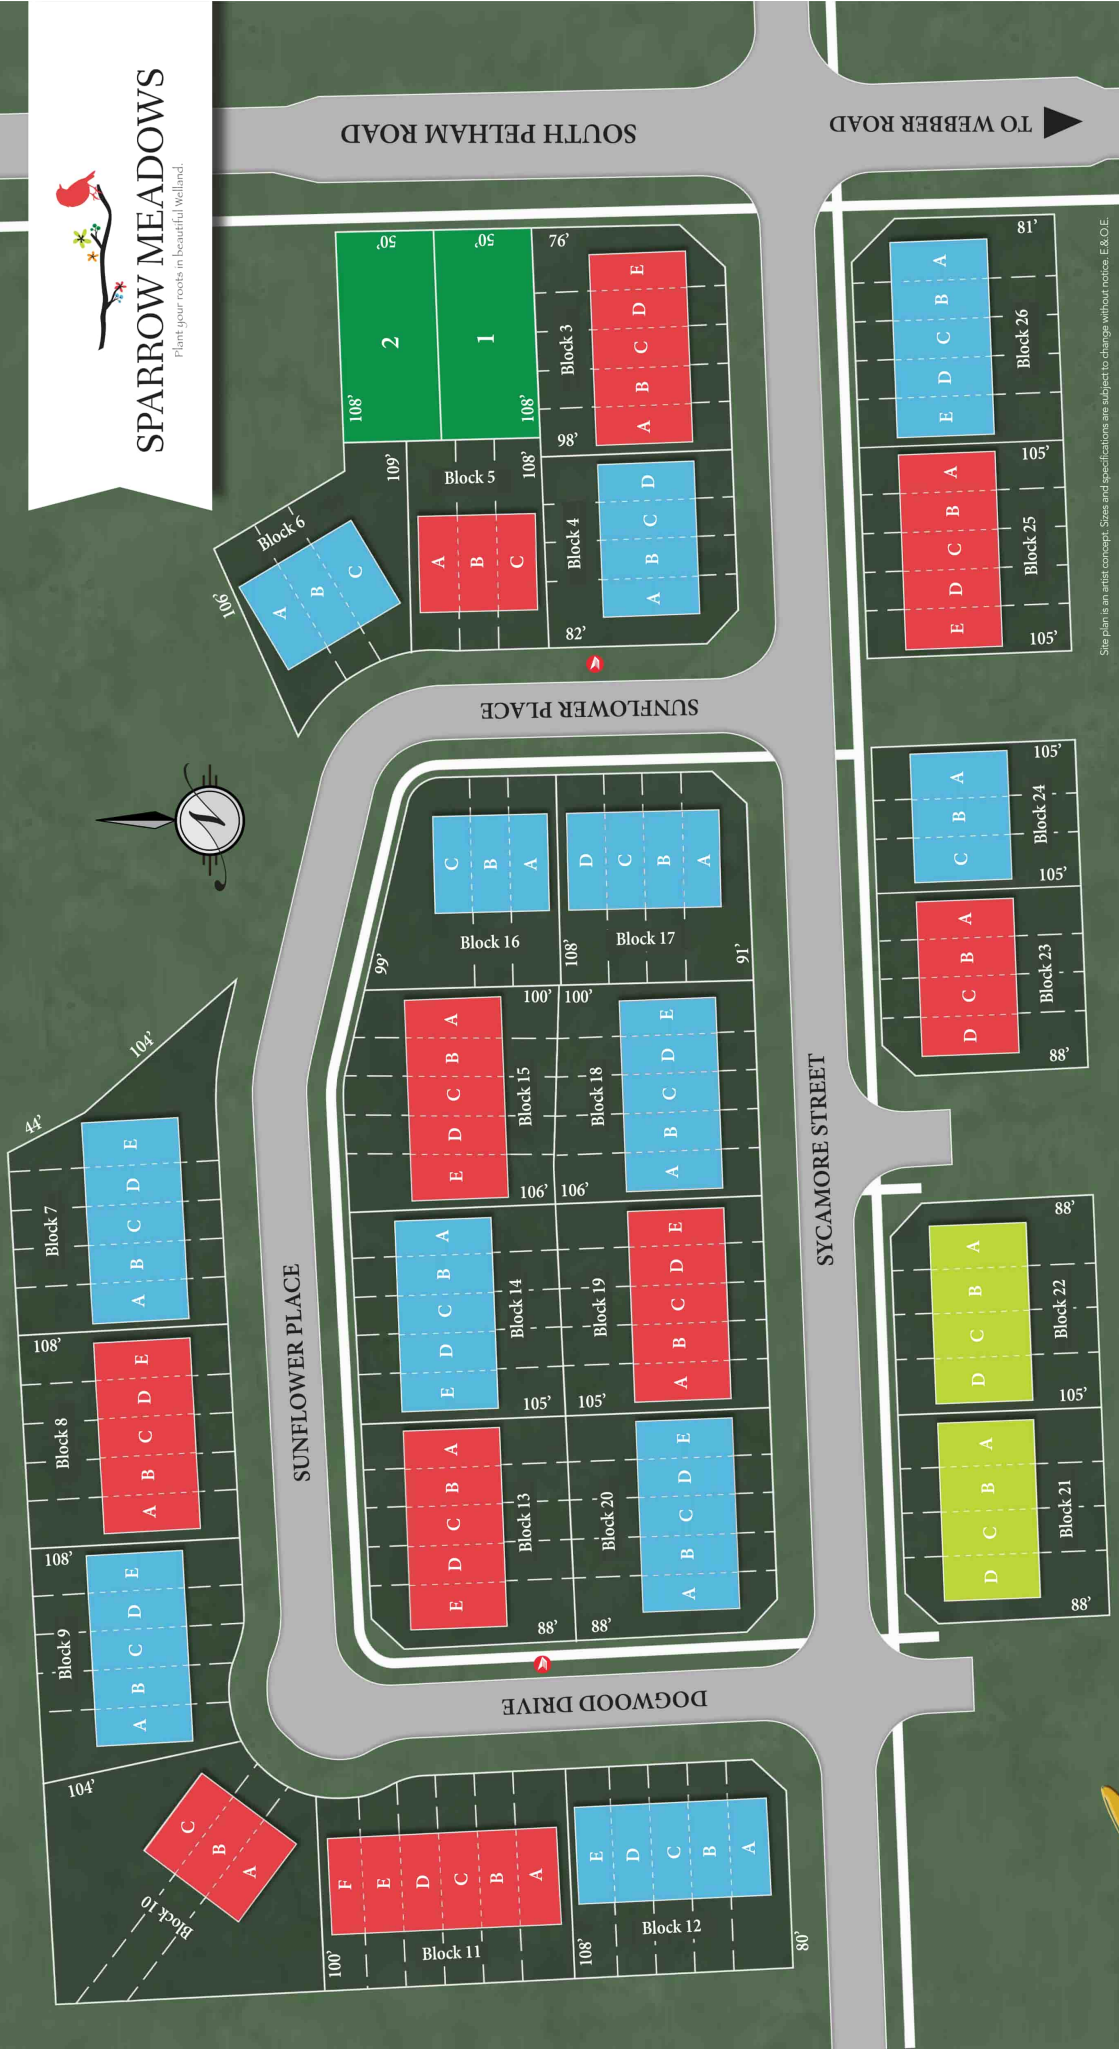 SPARROW MEADOWS
Plant your roots in beautiful Welland.
SOUTH PELHAM ROAD
TO WEBBER ROAD
2
50'
108'
1
50'
108'
76'
Block 3
98'
E
D
C
B
A
Block 4
82'
D
C
B
A
Block 5
109'
108'
A
B
C
Block 6
106'
A
B
C
81'
Block 26
A
B
C
D
E
105'
Block 25
105'
A
B
C
D
E
SUNFLOWER PLACE
N
105'
Block 24
105'
A
B
C
Block 23
88'
A
B
C
D
C
B
A
Block 16
99'
D
C
B
A
Block 17
108'
91'
100'
Block 15
106'
A
B
C
D
E
100'
Block 18
106'
E
D
C
B
A
Block 14
105'
A
B
C
D
E
Block 19
105'
E
D
C
B
A
Block 13
88'
A
B
C
D
E
Block 20
88'
E
D
C
B
A
SYCAMORE STREET
88'
Block 22
105'
A
B
C
D
Block 21
88'
A
B
C
D
SUNFLOWER PLACE
104'
44'
Block 7
E
D
C
B
A
108'
Block 8
E
D
C
B
A
108'
Block 9
E
D
C
B
A
104'
Block 10
C
B
A
DOGWOOD DRIVE
F
E
D
C
B
A
100'
Block 11
E
D
C
B
A
108'
Block 12
80'
Site plan is an artist concept. Sizes and specifications are subject to change without notice. E.&O.E.